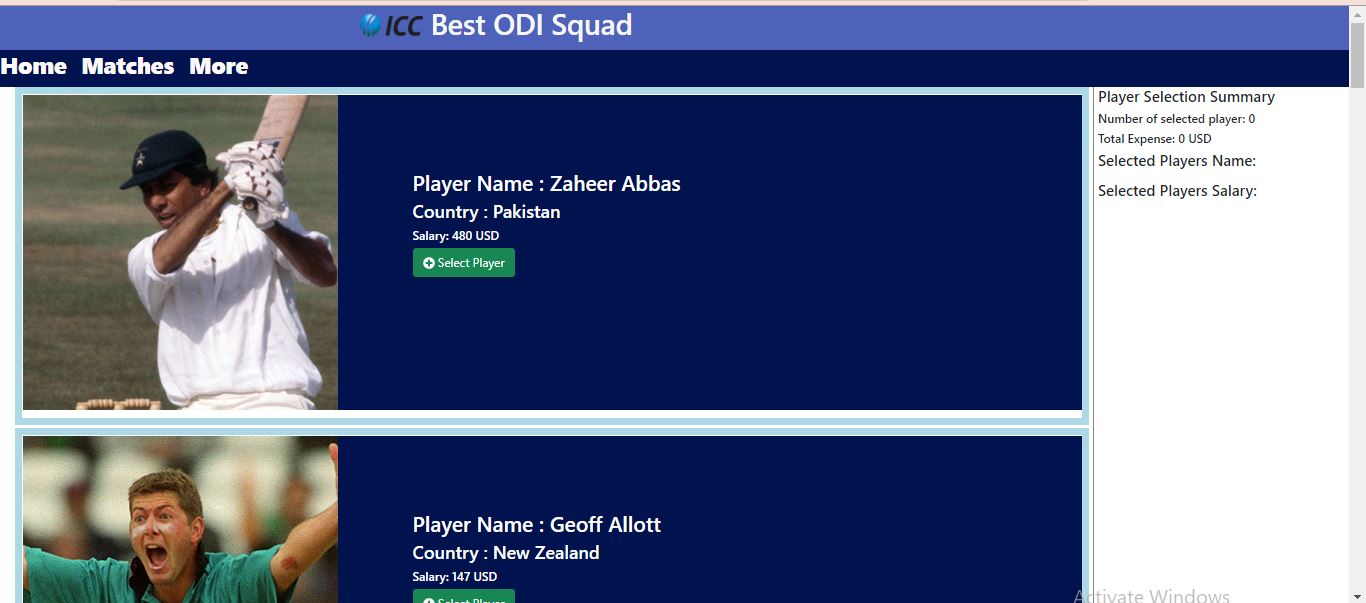 ICC Best ODI Squad
Home Matches More
Player Name : Zaheer Abbas
Country : Pakistan
Salary: 480 USD
Select Player
Player Name : Geoff Allott
Country : New Zealand
Salary: 147 USD
Select Player
Player Selection Summary
Number of selected player: 0
Total Expense: 0 USD
Selected Players Name:
Selected Players Salary:
Activate Windows